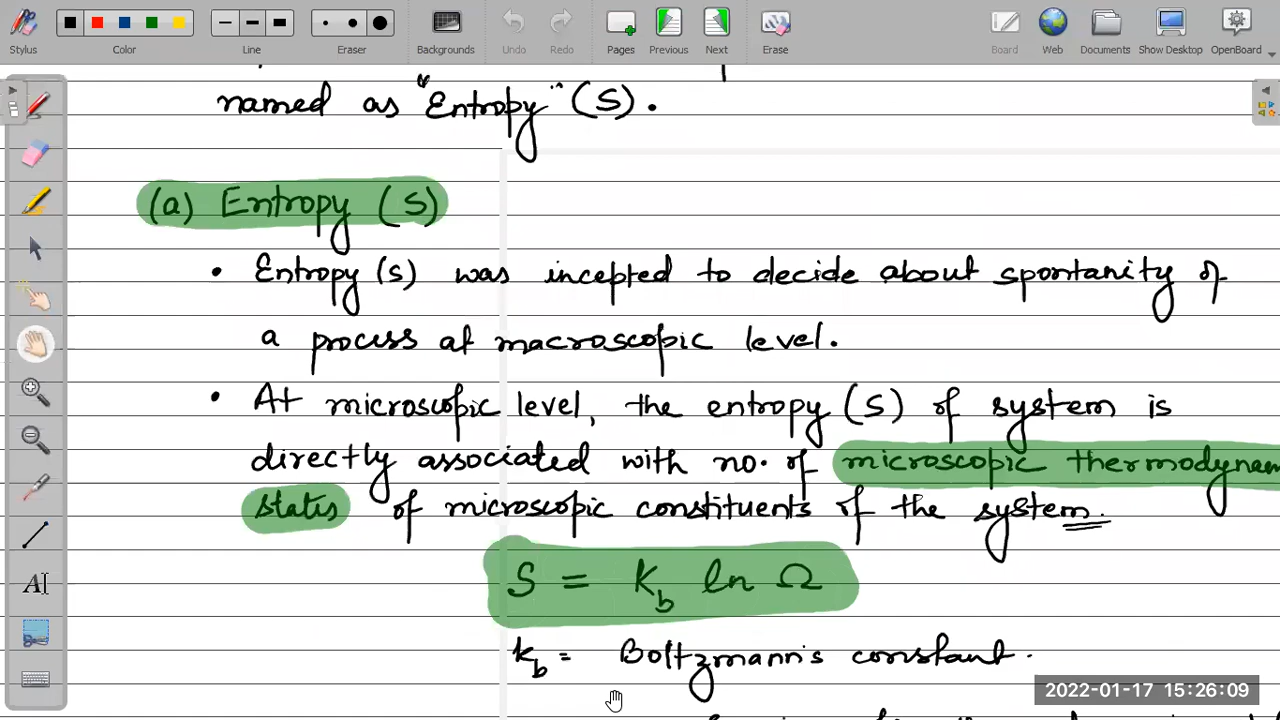 Color
Line
Eraser
Backgrounds
Undo
Redo
Pages
Previous
Next
Erase
Board
Web
Documents
Show Desktop
OpenBoard
Stylus
named as "Entropy" (S).
(a) Entropy (S)
• Entropy (s) was incepted to decide about spontanity of
a process at macroscopic level.
• At microscopic level, the entropy (S) of system is
directly associated with no. of microscopic thermodynam
states of microscopic constituents of the system.
S = K_b ln Ω
k_b = Boltzmann's constant.
2022-01-17 15:26:09